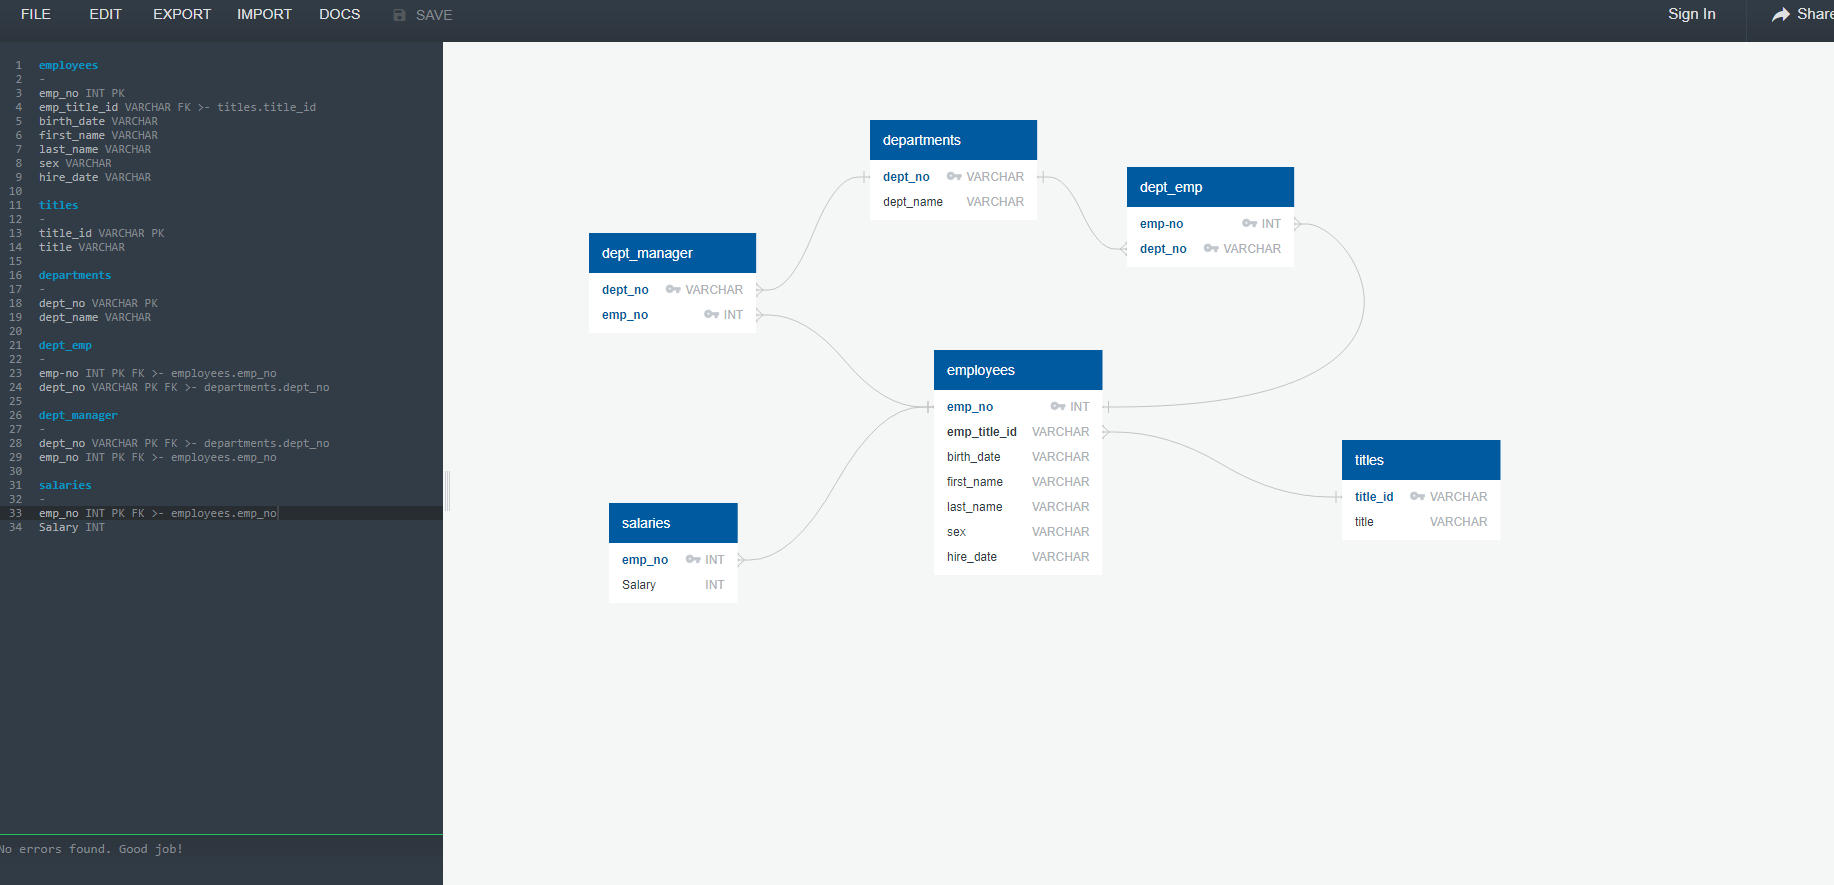 FILE EDIT EXPORT IMPORT DOCS SAVE Sign In Share
1 employees
2 -
3 emp_no INT PK
4 emp_title_id VARCHAR FK >- titles.title_id
5 birth_date VARCHAR
6 first_name VARCHAR
7 last_name VARCHAR
8 sex VARCHAR
9 hire_date VARCHAR
10
11 titles
12 -
13 title_id VARCHAR PK
14 title VARCHAR
15
16 departments
17 -
18 dept_no VARCHAR PK
19 dept_name VARCHAR
20
21 dept_emp
22 -
23 emp-no INT PK FK >- employees.emp_no
24 dept_no VARCHAR PK FK >- departments.dept_no
25
26 dept_manager
27 -
28 dept_no VARCHAR PK FK >- departments.dept_no
29 emp_no INT PK FK >- employees.emp_no
30
31 salaries
32 -
33 emp_no INT PK FK >- employees.emp_no
34 Salary INT
No errors found. Good job!
departments
dept_no VARCHAR
dept_name VARCHAR
dept_emp
emp-no INT
dept_no VARCHAR
dept_manager
dept_no VARCHAR
emp_no INT
employees
emp_no INT
emp_title_id VARCHAR
birth_date VARCHAR
first_name VARCHAR
last_name VARCHAR
sex VARCHAR
hire_date VARCHAR
titles
title_id VARCHAR
title VARCHAR
salaries
emp_no INT
Salary INT